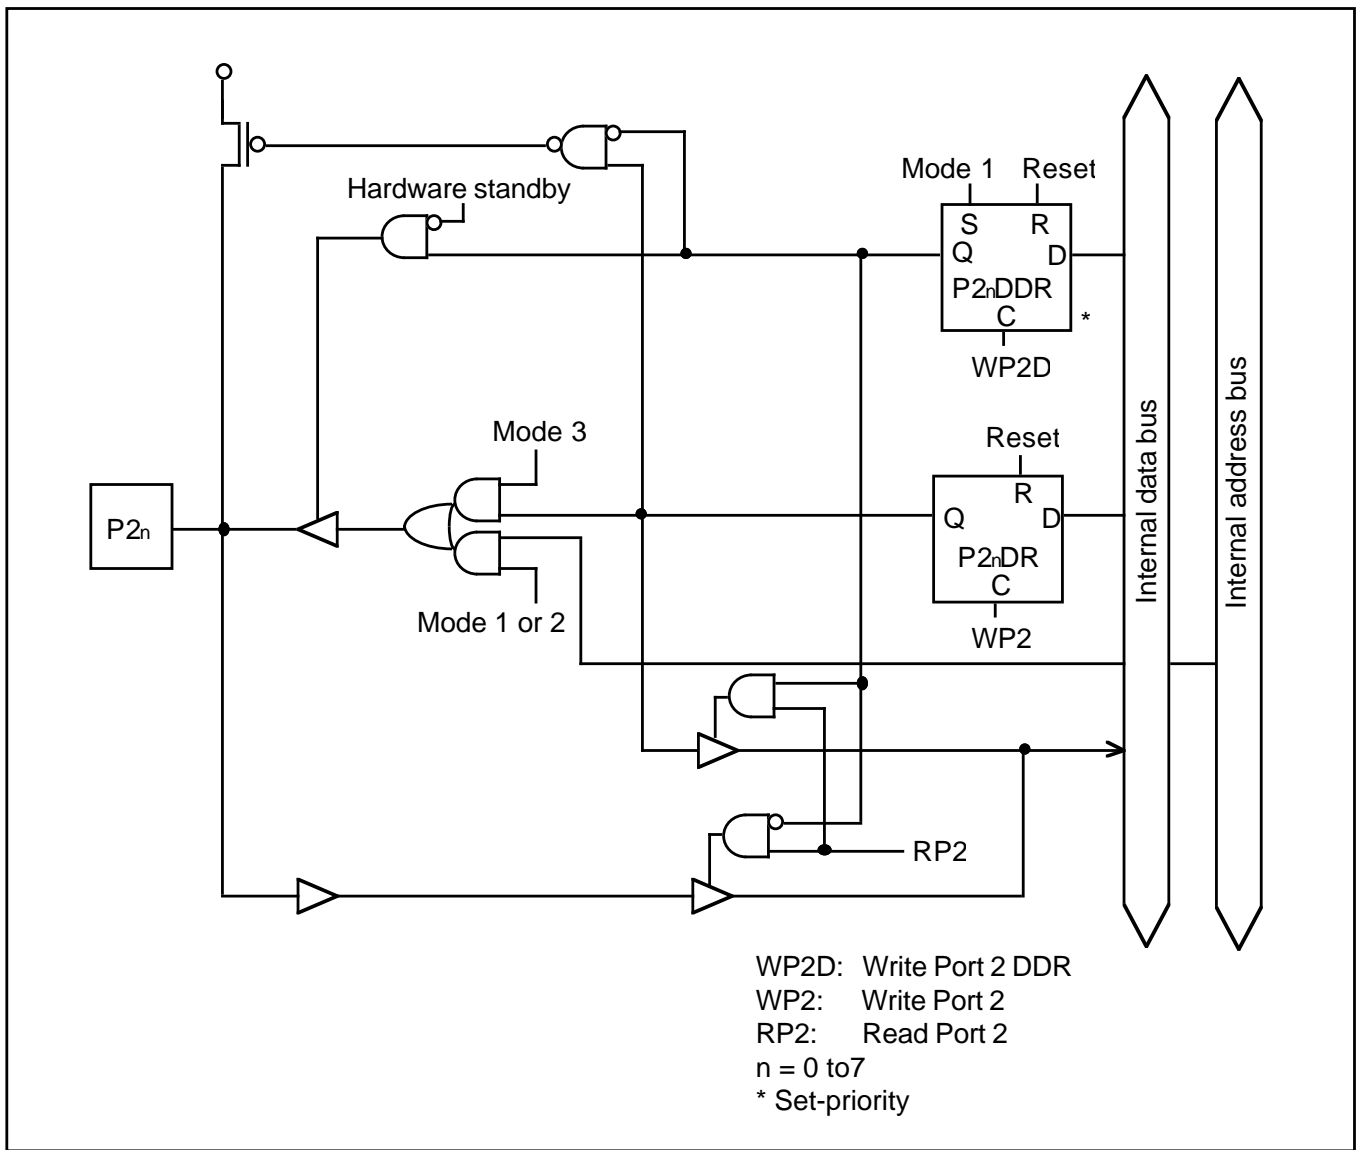 Hardware standby
Mode 1 Reset
S R
Q D
P2nDDR
C
*
WP2D
Mode 3
Reset
R
Q D
P2n
P2nDR
C
Mode 1 or 2
WP2
Internal data bus
Internal address bus
RP2
WP2D: Write Port 2 DDR
WP2: Write Port 2
RP2: Read Port 2
n = 0 to7
* Set-priority